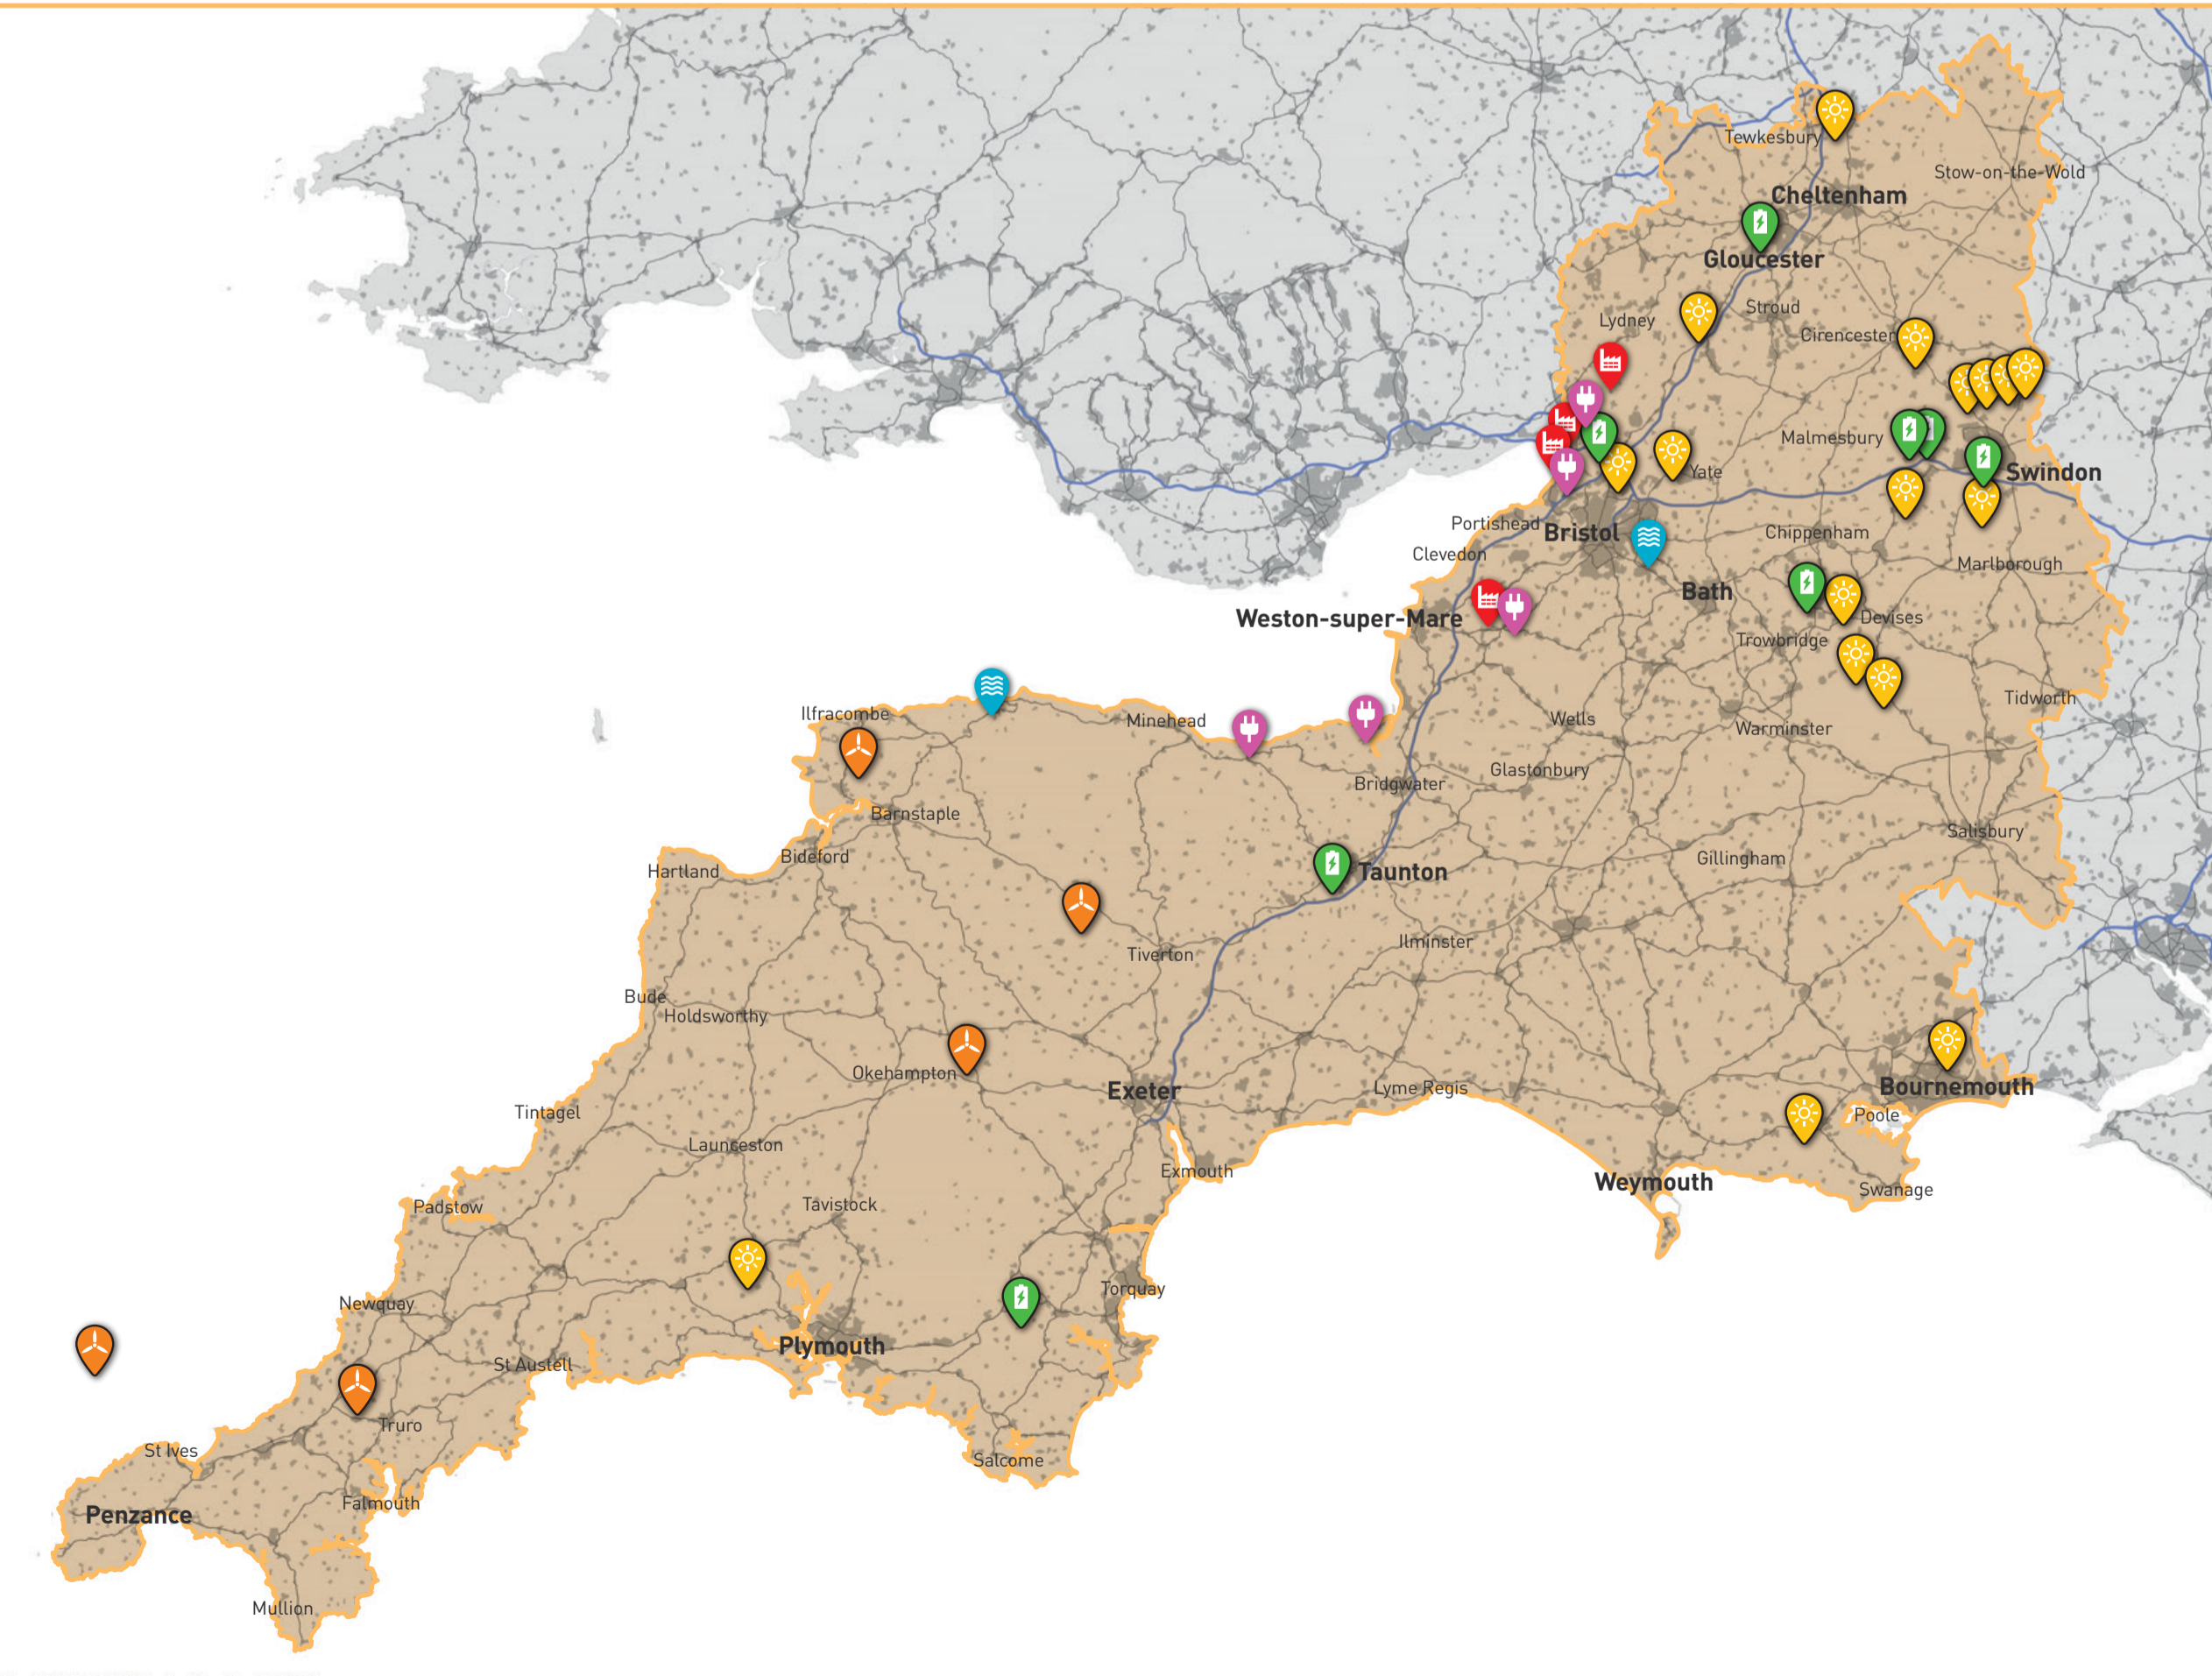 Tewkesbury
Stow-on-the-Wold
Cheltenham
Gloucester
Stroud
Lydney
Cirencester
Malmesbury
Yate
Swindon
Portishead
Bristol
Chippenham
Clevedon
Marlborough
Bath
Weston-super-Mare
Devises
Trowbridge
Tidworth
Ilfracombe
Minehead
Wells
Warminster
Glastonbury
Bridgwater
Barnstaple
Salisbury
Bideford
Gillingham
Hartland
Taunton
Ilminster
Tiverton
Bude
Holdsworthy
Okehampton
Exeter
Lyme Regis
Bournemouth
Tintagel
Poole
Launceston
Exmouth
Weymouth
Swanage
Padstow
Tavistock
Torquay
Newquay
Plymouth
St Austell
Truro
St Ives
Salcome
Falmouth
Penzance
Mullion